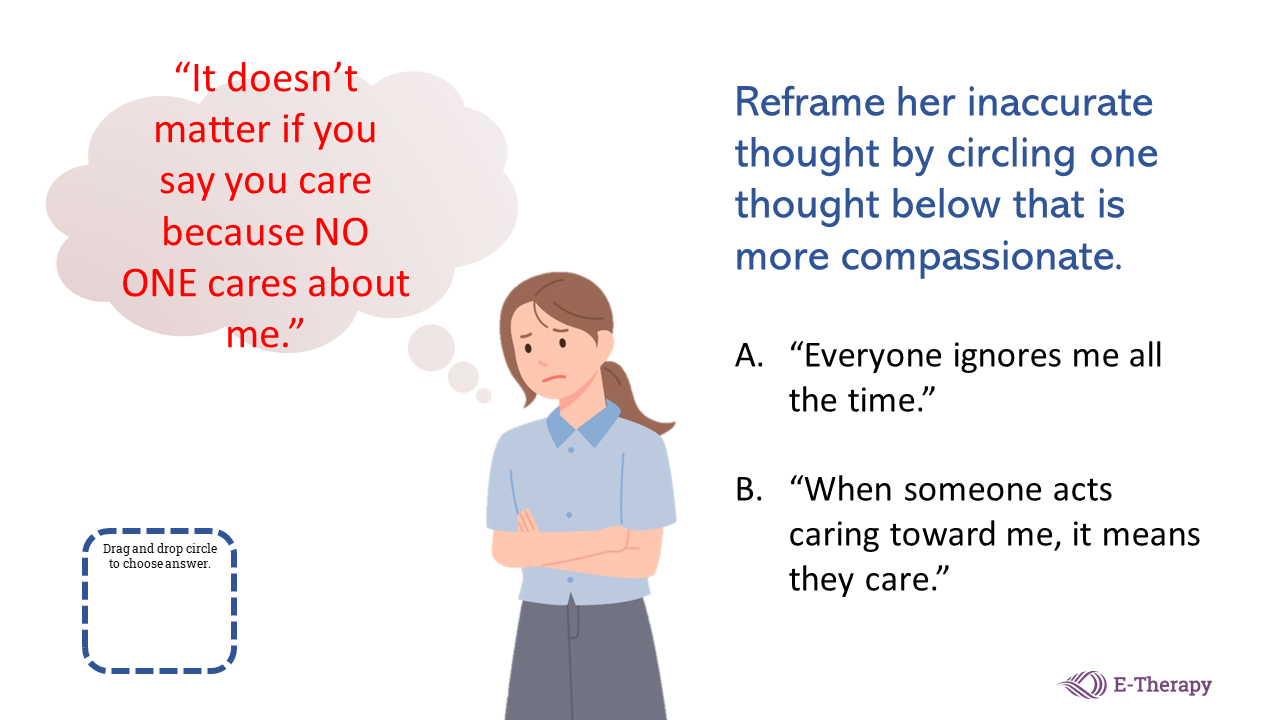 “It doesn’t
matter if you
say you care
because NO
ONE cares about
me.”
Reframe her inaccurate
thought by circling one
thought below that is
more compassionate.
A. “Everyone ignores me all
the time.”
B. “When someone acts
caring toward me, it means
they care.”
Drag and drop circle
to choose answer.
E-Therapy